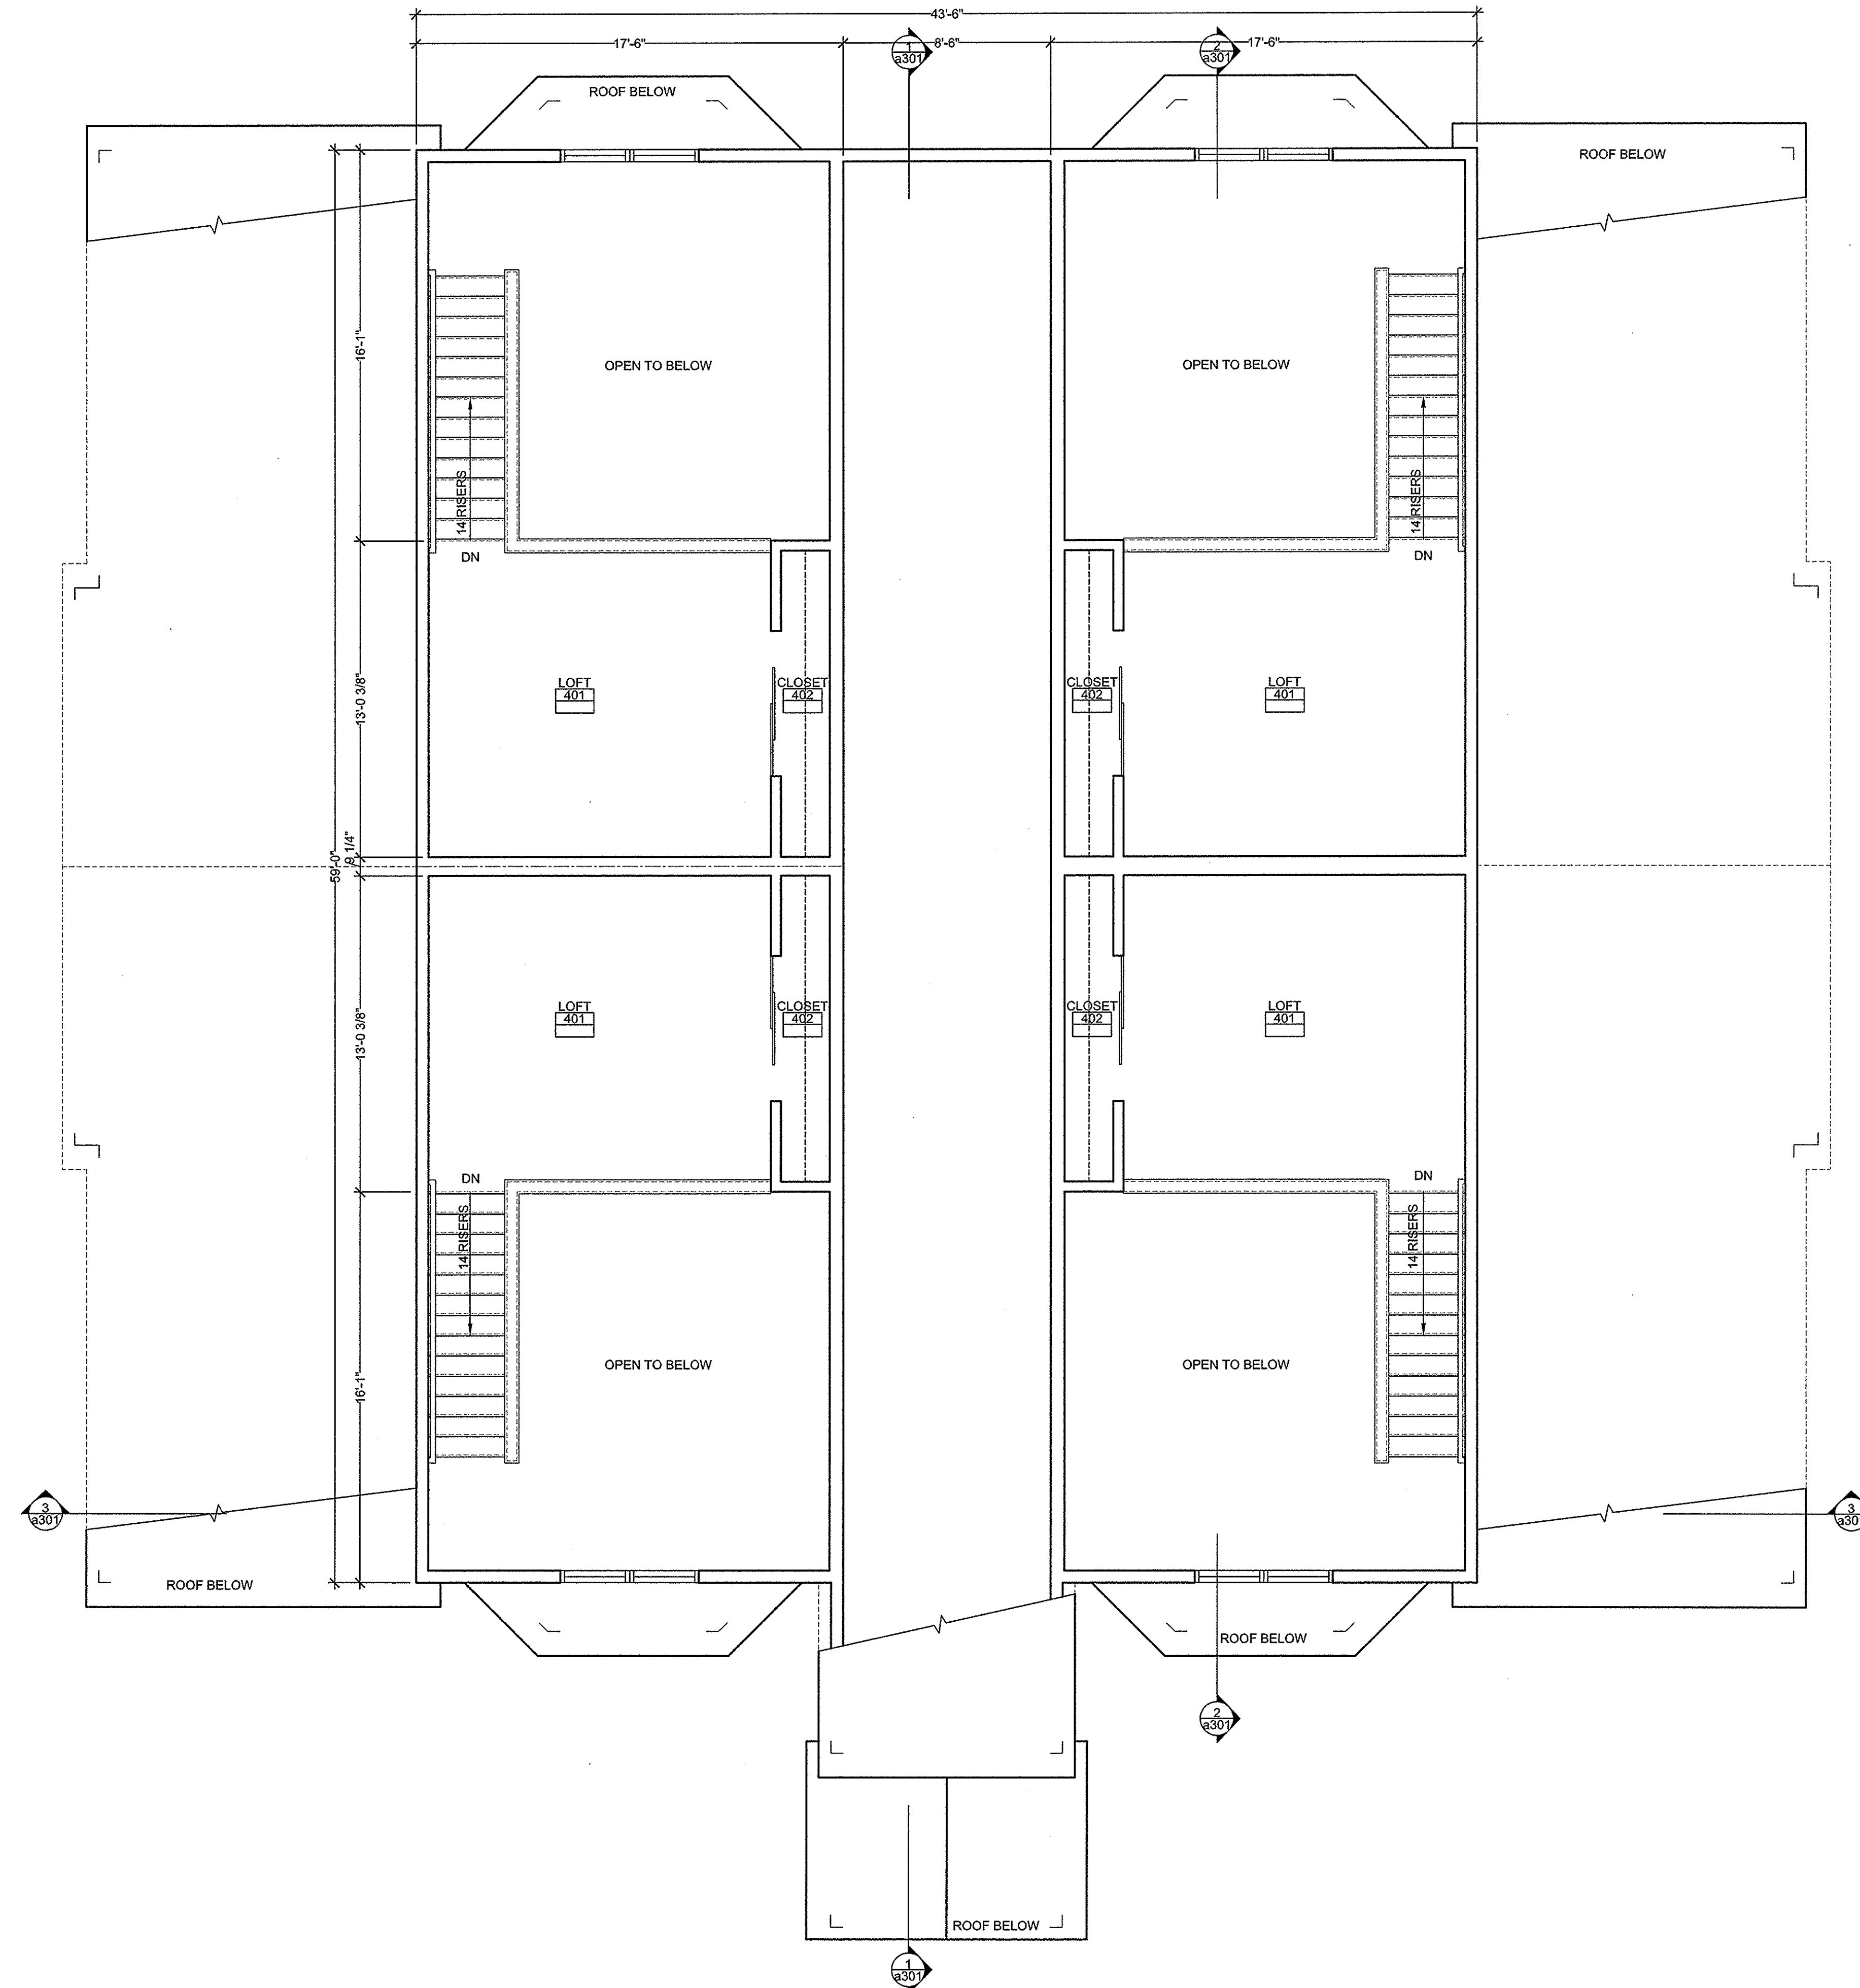 43'-6"
17'-6"
8'-6"
17'-6"
1
a301
2
a301
ROOF BELOW
ROOF BELOW
16'-1"
OPEN TO BELOW
OPEN TO BELOW
14 RISERS
14 RISERS
DN
DN
13'-0 3/8"
LOFT
401
CLOSET
402
CLOSET
402
LOFT
401
59'-0"
9 1/4"
13'-0 3/8"
LOFT
401
CLOSET
402
CLOSET
402
LOFT
401
DN
DN
14 RISERS
14 RISERS
16'-1"
OPEN TO BELOW
OPEN TO BELOW
3
a301
3
a30
ROOF BELOW
ROOF BELOW
2
a301
ROOF BELOW
1
a301